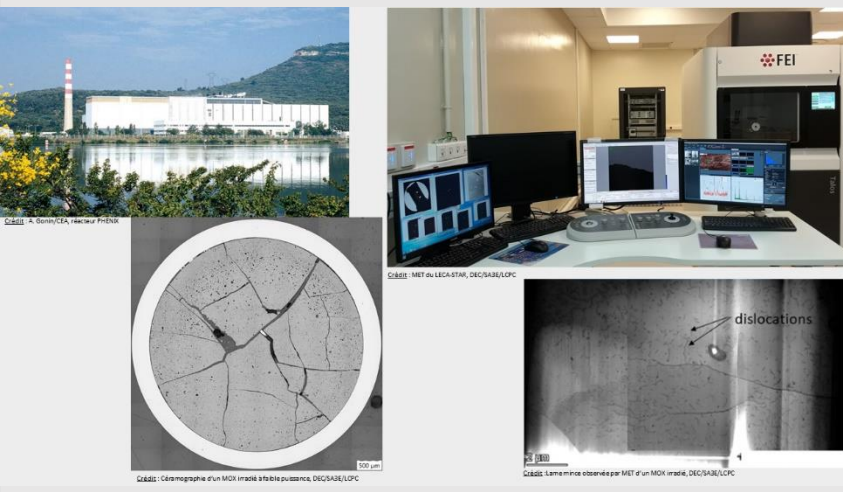 FEI
Talos
Crédit : A. Gonin/CEA, réacteur PHENIX
Crédit : MET du LECA-STAR, DEC/SA3E/LCPC
dislocations
500 µm
Crédit : Céramographie d'un MOX irradié à faible puissance, DEC/SA3E/LCPC
Crédit : Lame mince observée par MET d'un MOX irradié, DEC/SA3E/LCPC